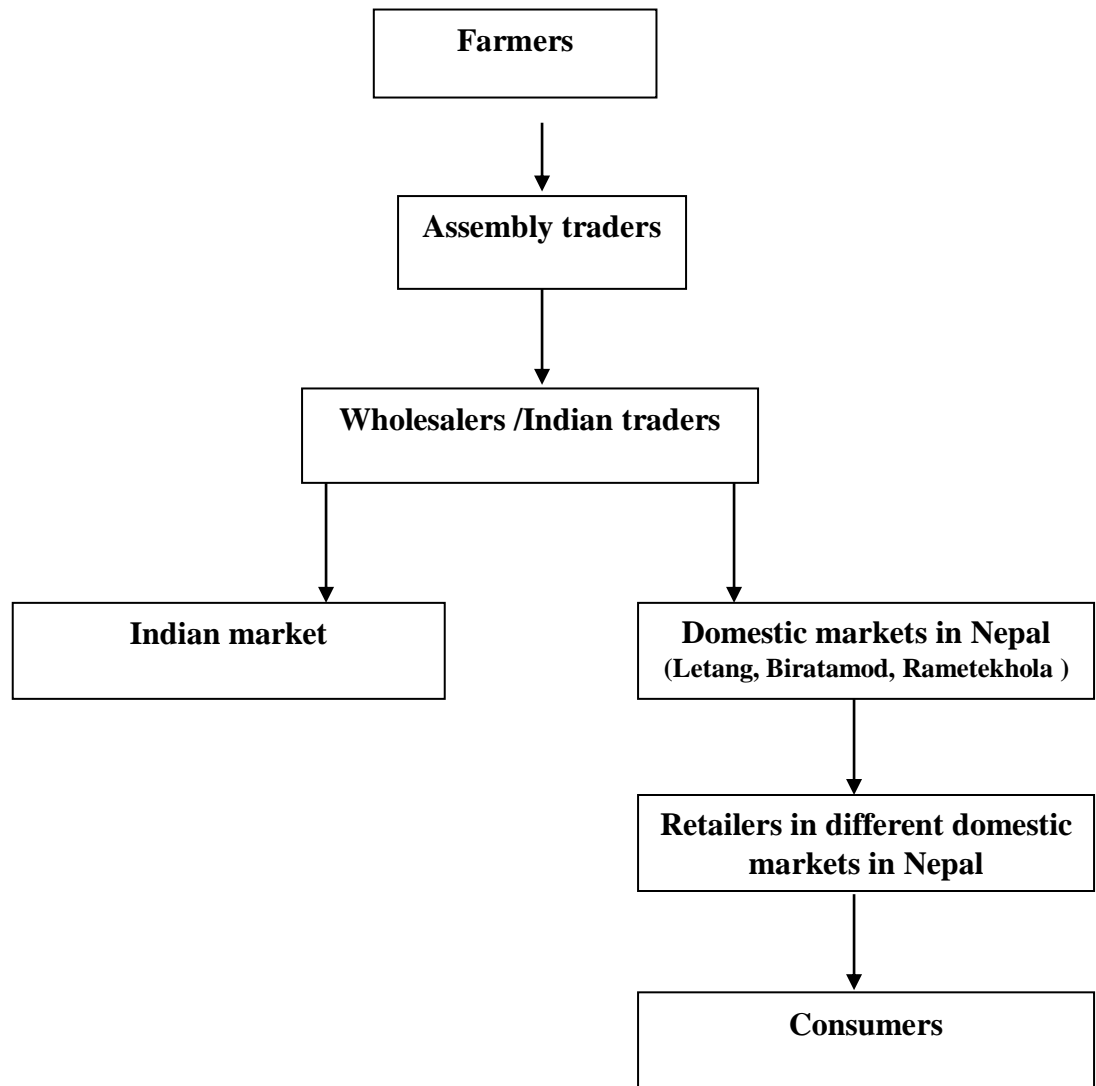 Farmers
Assembly traders
Wholesalers /Indian traders
Indian market
Domestic markets in Nepal
(Letang, Biratamod, Rametekhola )
Retailers in different domestic
markets in Nepal
Consumers